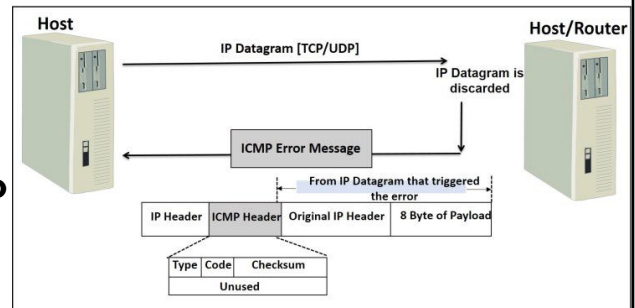 Host
Host/Router
IP Datagram [TCP/UDP]
IP Datagram is
discarded
ICMP Error Message
From IP Datagram that triggered
the error
IP Header ICMP Header Original IP Header 8 Byte of Payload
Type Code Checksum
Unused